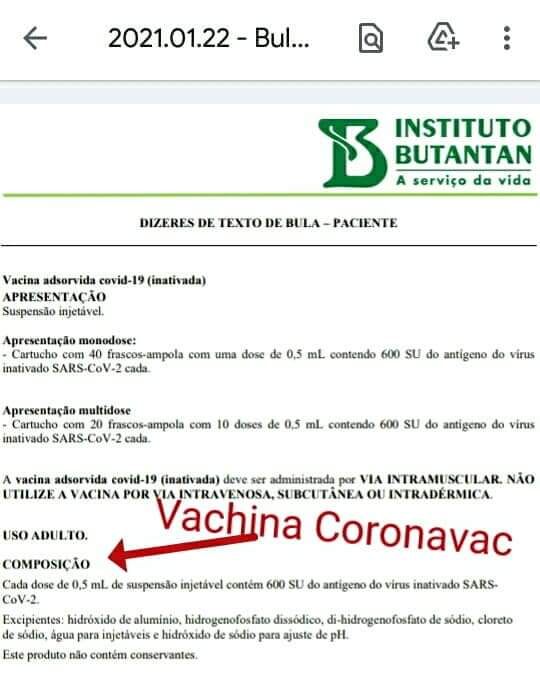 2021.01.22 - Bul...
INSTITUTO
BUTANTAN
A serviço da vida
DIZERES DE TEXTO DE BULA – PACIENTE
Vacina adsorvida covid-19 (inativada)
APRESENTAÇÃO
Suspensão injetável.
Apresentação monodose:
- Cartucho com 40 frascos-ampola com uma dose de 0,5 mL contendo 600 SU do antígeno do vírus
inativado SARS-CoV-2 cada.
Apresentação multidose
- Cartucho com 20 frascos-ampola com 10 doses de 0,5 mL contendo 600 SU do antígeno do vírus
inativado SARS-CoV-2 cada.
A vacina adsorvida covid-19 (inativada) deve ser administrada por VIA INTRAMUSCULAR. NÃO
UTILIZE A VACINA POR VIA INTRAVENOSA, SUBCUTÂNEA OU INTRADÉRMICA.
Vachina Coronavac
USO ADULTO.
COMPOSIÇÃO
Cada dose de 0,5 mL de suspensão injetável contém 600 SU do antígeno do vírus inativado SARS-
CoV-2.
Excipientes: hidróxido de alumínio, hidrogenofosfato dissódico, di-hidrogenofosfato de sódio, cloreto
de sódio, água para injetáveis e hidróxido de sódio para ajuste de pH.
Este produto não contém conservantes.